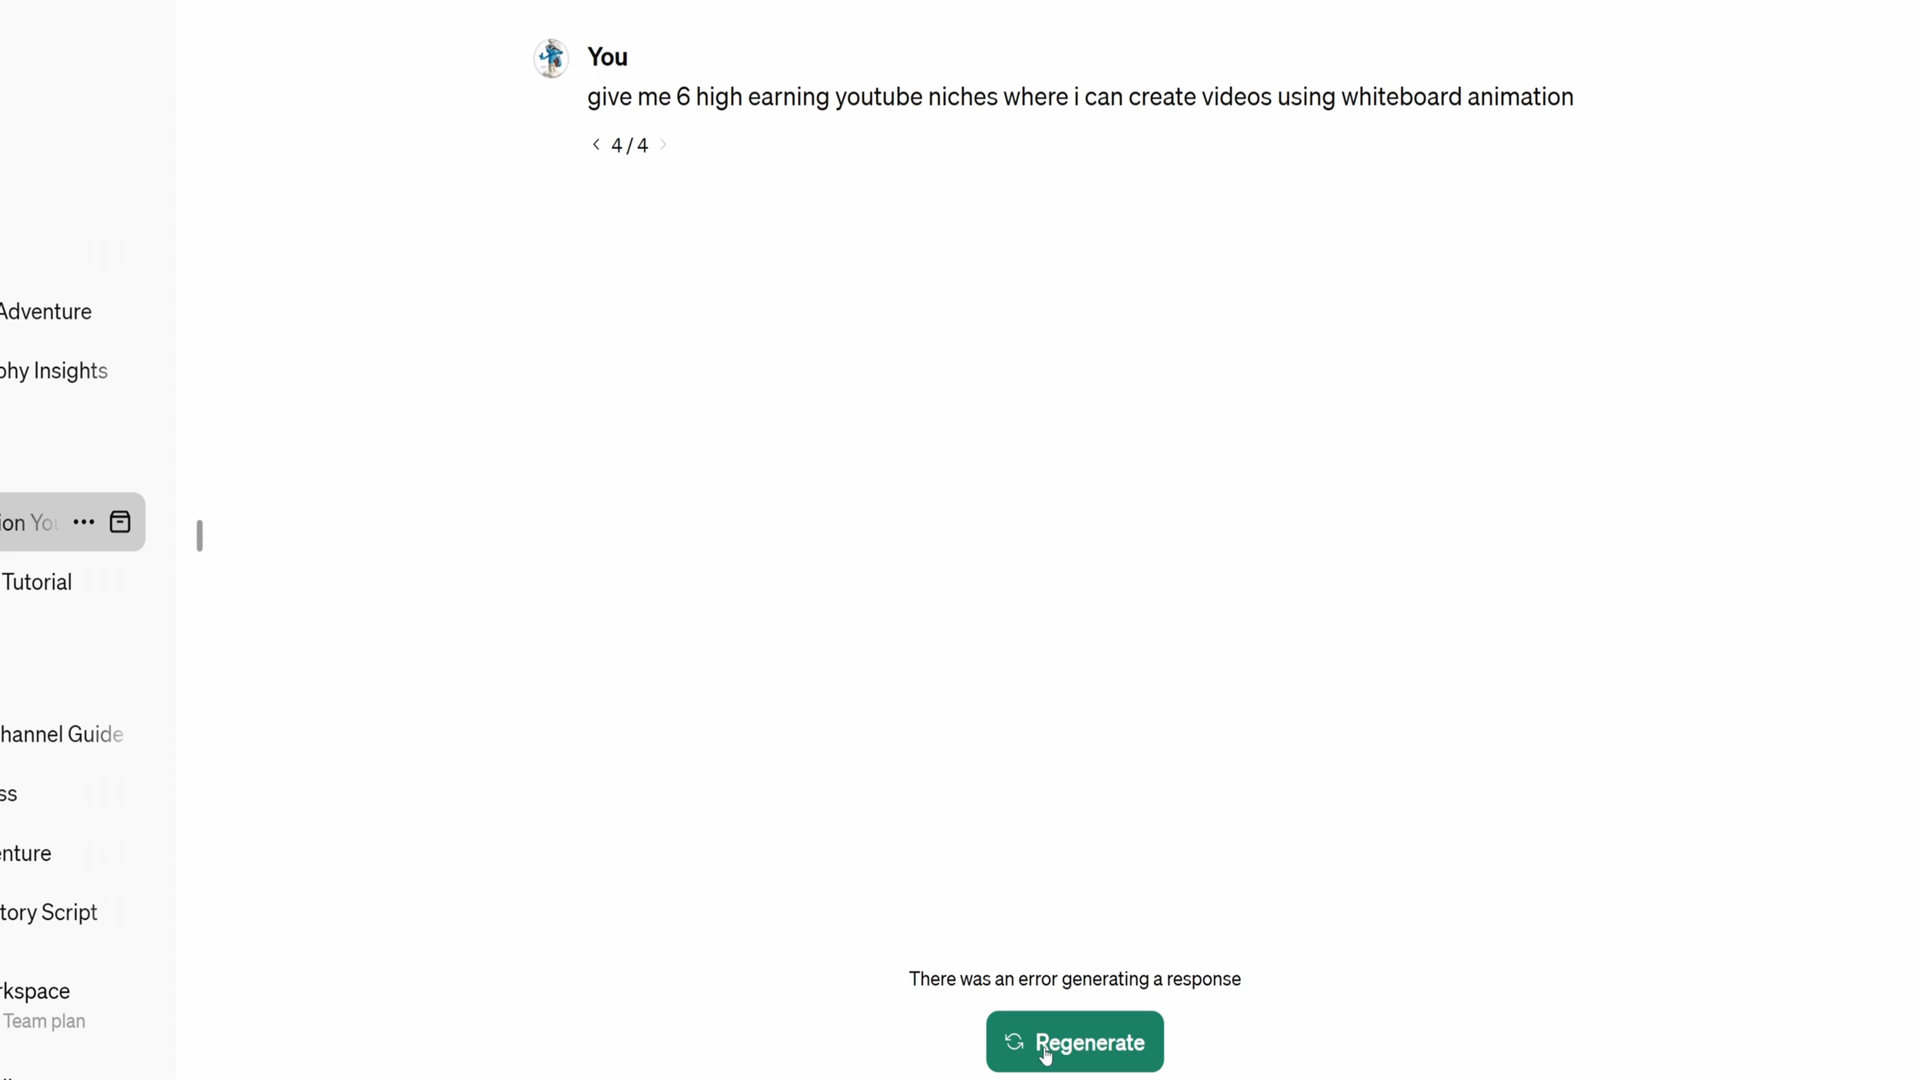 You
give me 6 high earning youtube niches where i can create videos using whiteboard animation
4 / 4
Adventure
phy Insights
ion You
Tutorial
hannel Guide
ss
enture
tory Script
rkspace
Team plan
There was an error generating a response
Regenerate